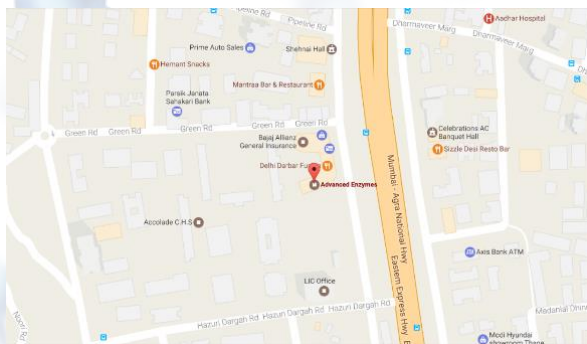 Pipeline Rd
Pipeline Rd
Dharmaveer Marg
Aadhar Hospital
Dharmaveer Marg
Prime Auto Sales
Shehnai Hall
Hemant Snacks
Mantraa Bar & Restaurant
Parsik Janata
Sahakari Bank
Green Rd
Green Rd
Green Rd
Green Rd
Bajaj Allianz
General Insurance
Celebrations AC
Banquet Hall
Sizzle Desi Resto Bar
Delhi Darbar
Advanced Enzymes
Mumbai - Agra National Hwy
Eastern Express Hwy
Accolade C.H.S
Axis Bank ATM
LIC Office
Hazuri Dargah Rd
Hazuri Dargah Rd
Hazuri Dargah Rd
Modi Hyundai
showroom Thane